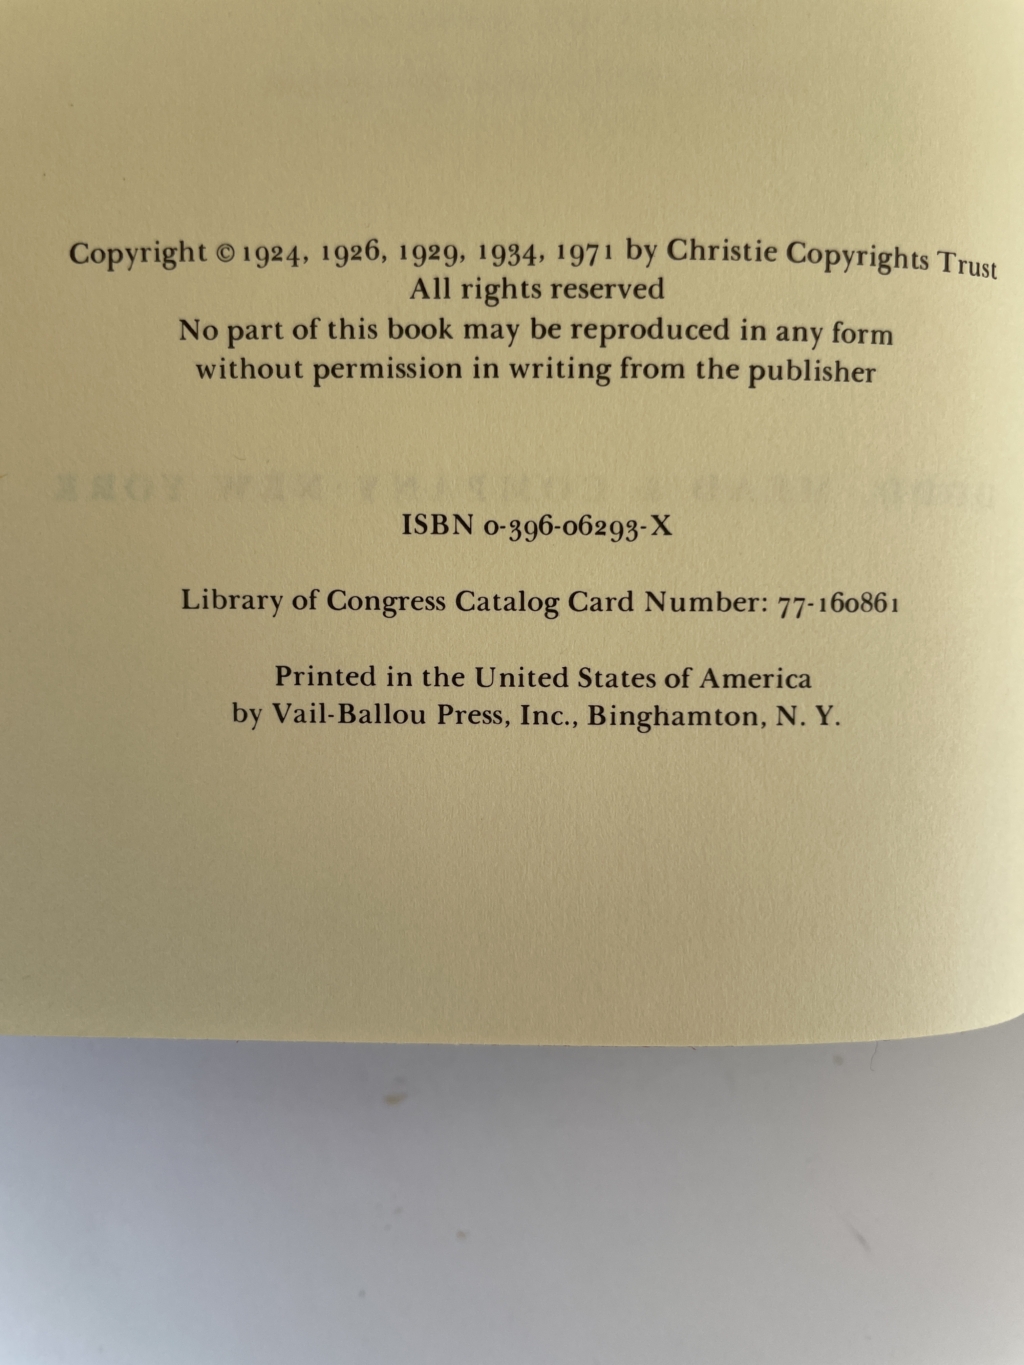 Copyright © 1924, 1926, 1929, 1934, 1971 by Christie Copyrights Trust
All rights reserved
No part of this book may be reproduced in any form
without permission in writing from the publisher
ISBN 0-396-06293-X
Library of Congress Catalog Card Number: 77-160861
Printed in the United States of America
by Vail-Ballou Press, Inc., Binghamton, N. Y.